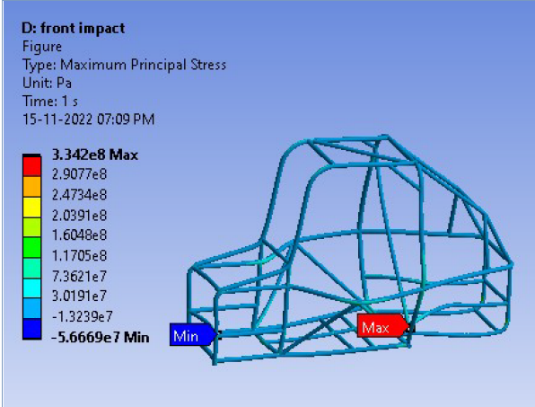 D: front impact
Figure
Type: Maximum Principal Stress
Unit: Pa
Time: 1 s
15-11-2022 07:09 PM
3.342e8 Max
2.9077e8
2.4734e8
2.0391e8
1.6048e8
1.1705e8
7.3621e7
3.0191e7
-1.3239e7
-5.6669e7 Min
Min
Max